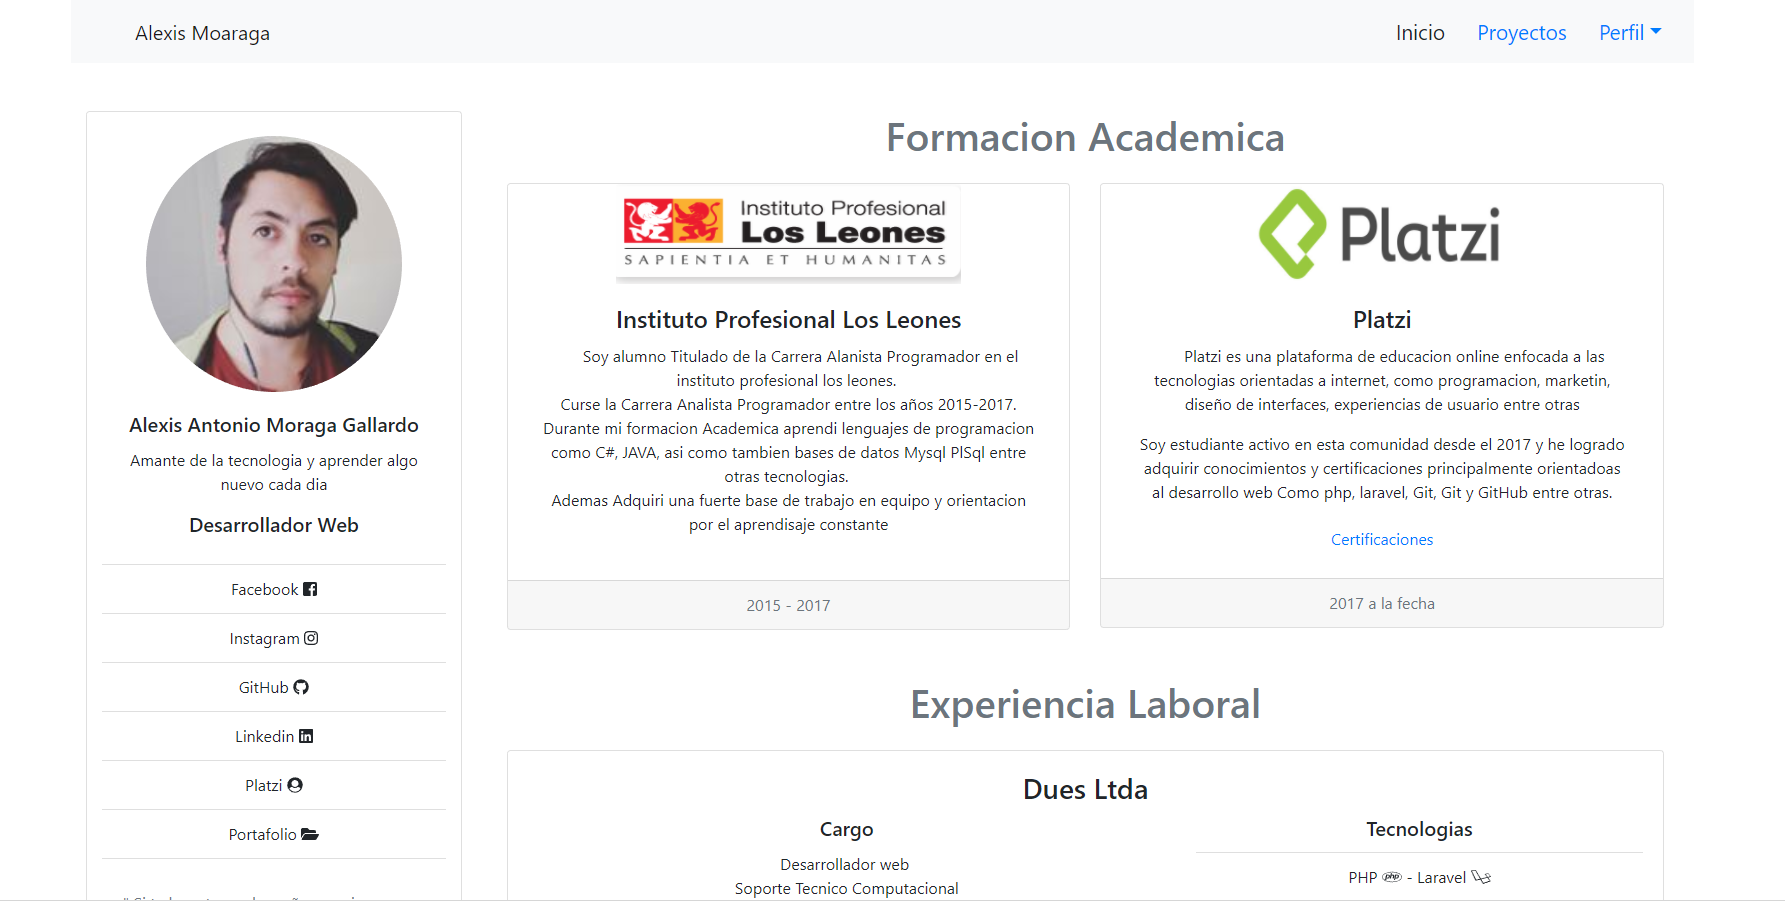 Alexis Moaraga
Inicio
Proyectos
Perfil
Alexis Antonio Moraga Gallardo
Amante de la tecnologia y aprender algo
nuevo cada dia
Desarrollador Web
Facebook
Instagram
GitHub
Linkedin
Platzi
Portafolio
Formacion Academica
Instituto Profesional
Los Leones
SAPIENTIA ET HUMANITAS
Instituto Profesional Los Leones
Soy alumno Titulado de la Carrera Alanista Programador en el
instituto profesional los leones.
Curse la Carrera Analista Programador entre los años 2015-2017.
Durante mi formacion Academica aprendi lenguajes de programacion
como C#, JAVA, asi como tambien bases de datos Mysql PlSql entre
otras tecnologias.
Ademas Adquiri una fuerte base de trabajo en equipo y orientacion
por el aprendisaje constante
2015 - 2017
Platzi
Platzi
Platzi es una plataforma de educacion online enfocada a las
tecnologias orientadas a internet, como programacion, marketin,
diseño de interfaces, experiencias de usuario entre otras
Soy estudiante activo en esta comunidad desde el 2017 y he logrado
adquirir conocimientos y certificaciones principalmente orientadoas
al desarrollo web Como php, laravel, Git, Git y GitHub entre otras.
Certificaciones
2017 a la fecha
Experiencia Laboral
Dues Ltda
Cargo
Desarrollador web
Soporte Tecnico Computacional
Tecnologias
PHP php - Laravel